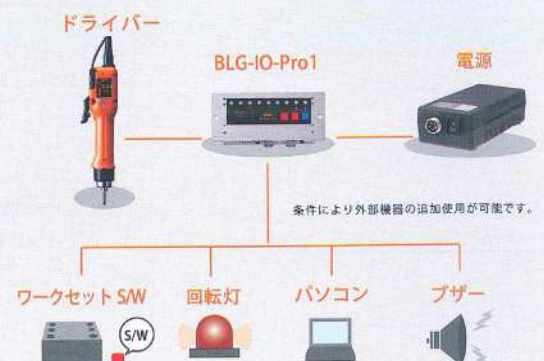 ドライバー
BLG-IO-Pro1
電源
条件により外部機器の追加使用が可能です。
ワークセット S/W
回転灯
パソコン
ブザー
S/W